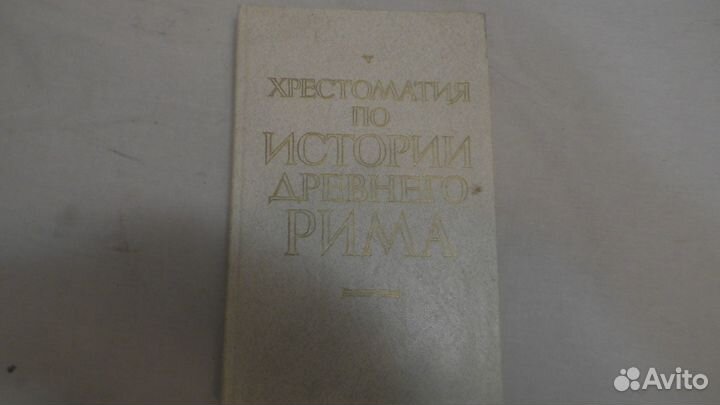 ХРЕСТОМАТИЯ
ПО
ИСТОРИИ
ДРЕВНЕГО
РИМА
Avito